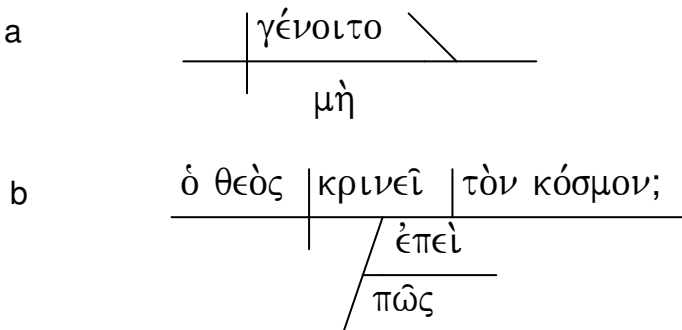 a
γένοιτο
μὴ
b
ὁ θεὸς κρινεῖ τὸν κόσμον;
ἐπεὶ
πῶς